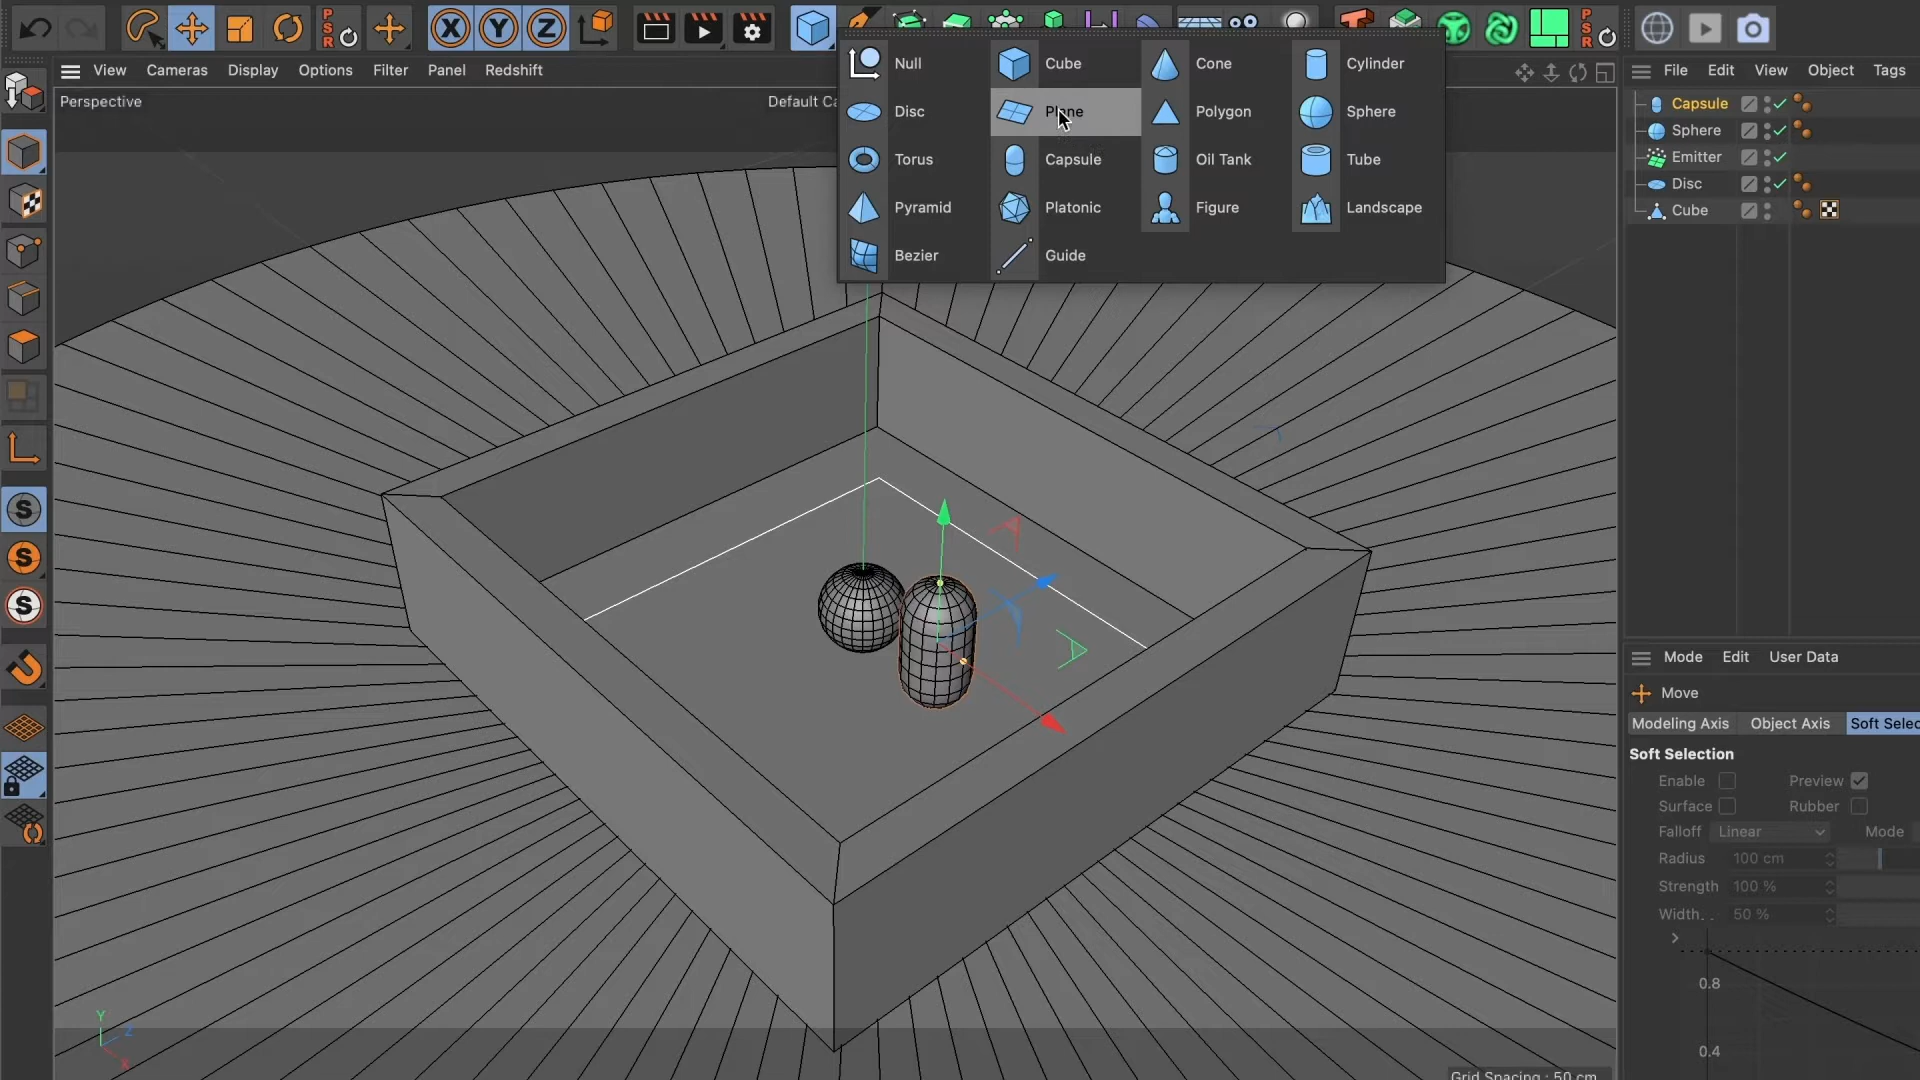 P
S
R
X Y Z
P
S
R
View Cameras Display Options Filter Panel Redshift
File Edit View Object Tags
Perspective
Default Ca
Null Cube Cone Cylinder
Disc Plane Polygon Sphere
Torus Capsule Oil Tank Tube
Pyramid Platonic Figure Landscape
Bezier Guide
Capsule
Sphere
Emitter
Disc
Cube
S
S
S
Mode Edit User Data
Move
Modeling Axis Object Axis Soft Selec
Soft Selection
Enable Preview
Surface Rubber
Falloff Linear Mode
Radius 100 cm
Strength 100 %
Width. . 50 %
0.8
0.4
Y
Z
X
Grid Spacing : 50 cm